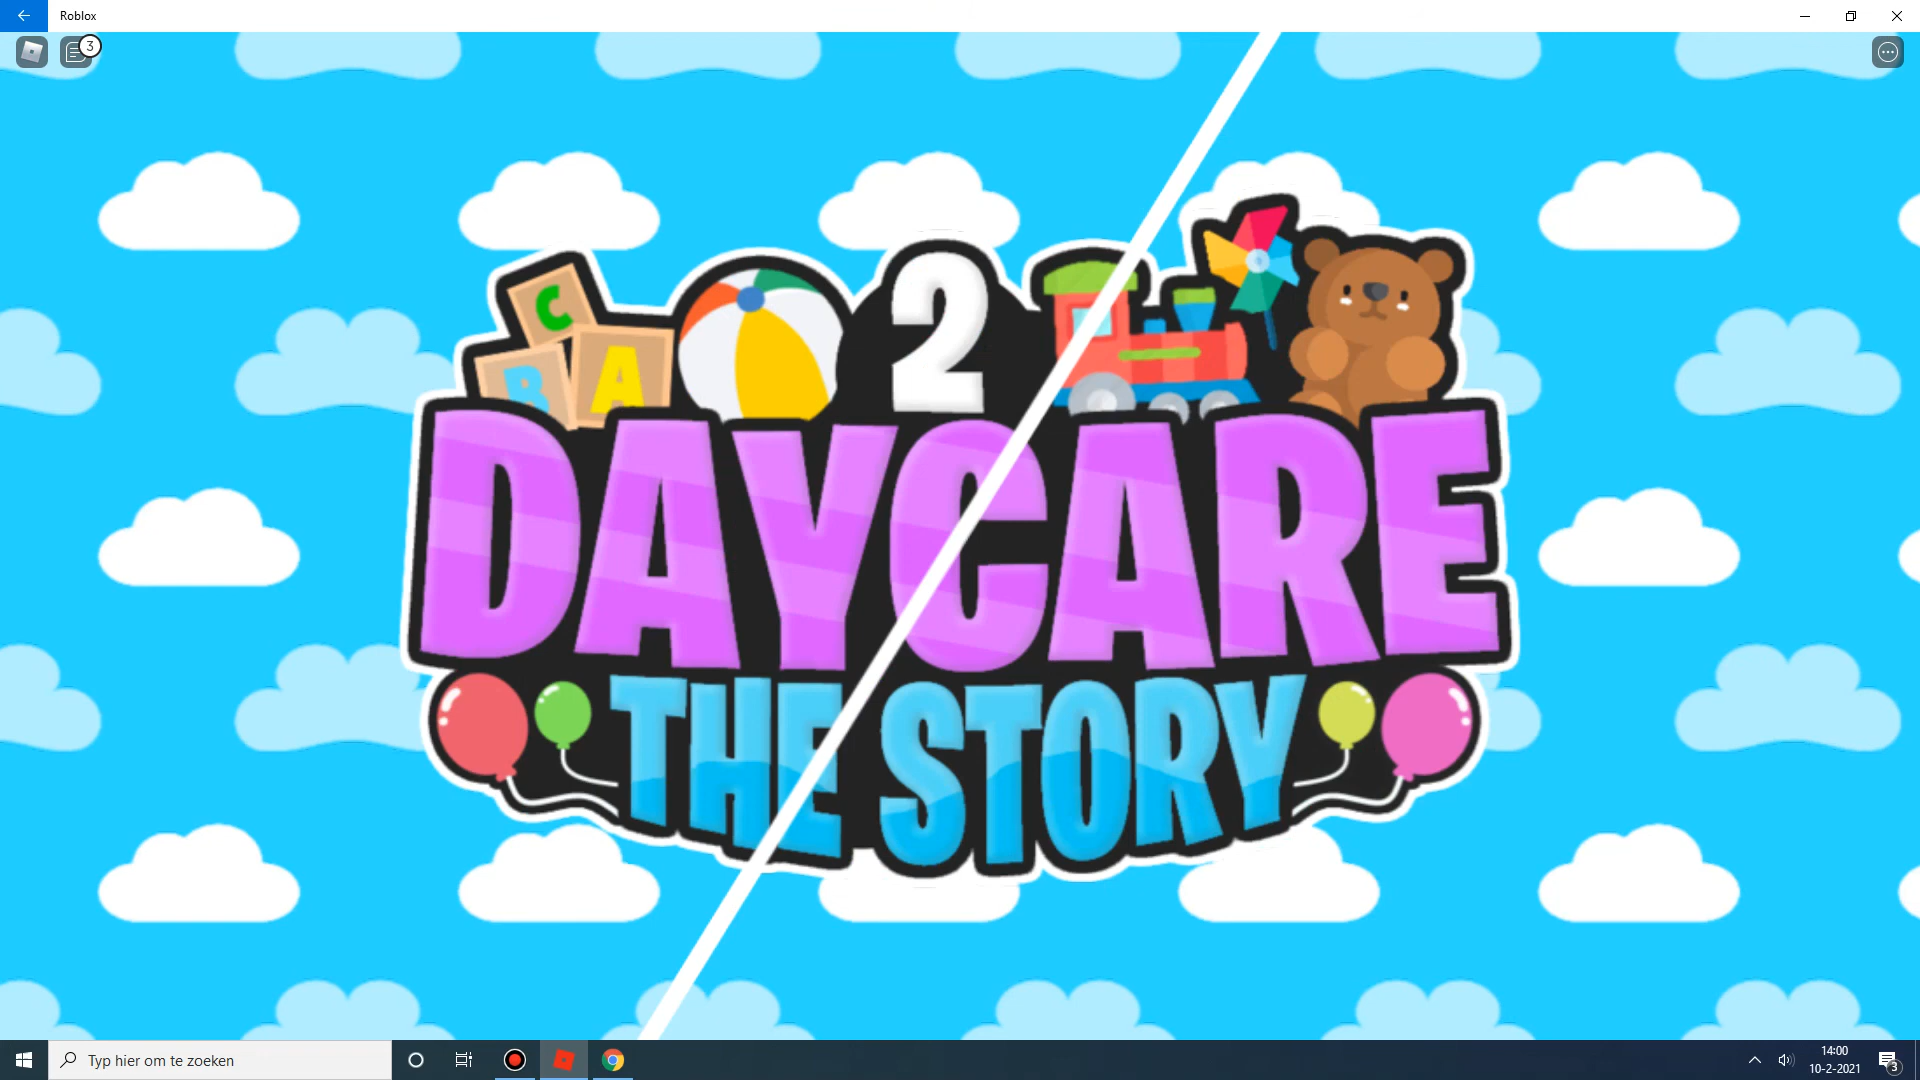 Roblox
3
C
B A
2
DAYCARE
THE STORY
Typ hier om te zoeken
14:00
10-2-2021
3